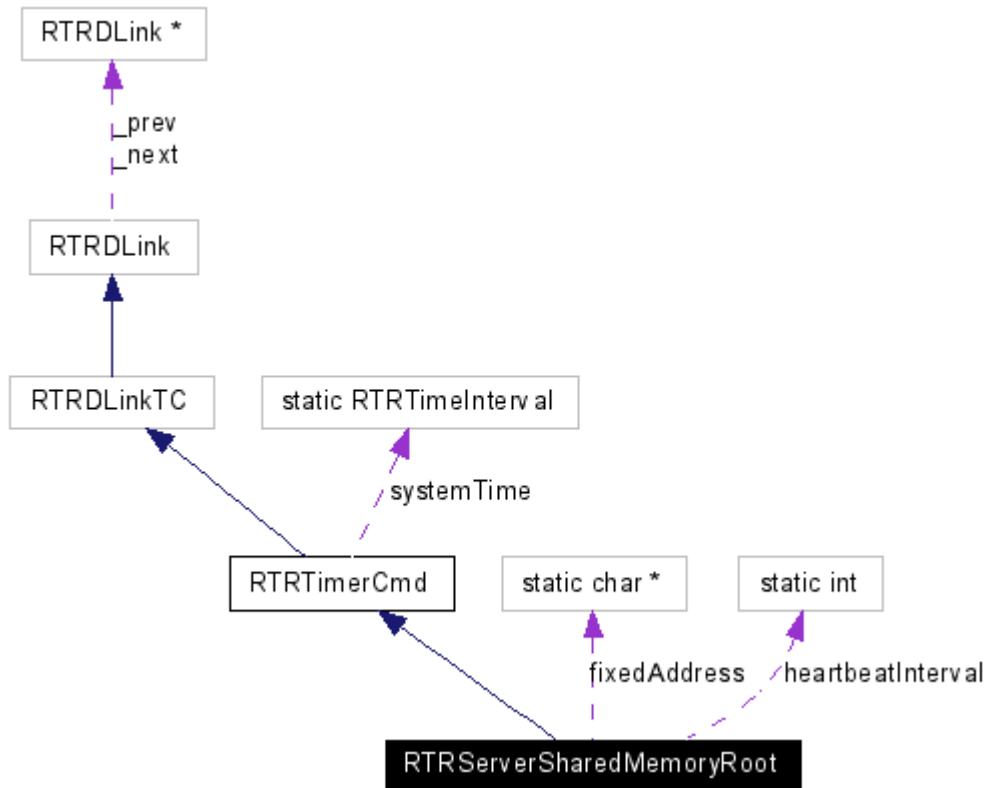 RTRDLink *
_prev
_next
RTRDLink
RTRDLinkTC
static RTRTimeInterval
systemTime
RTRTimerCmd
static char *
static int
fixedAddress
heartbeatInterval
RTRServerSharedMemoryRoot